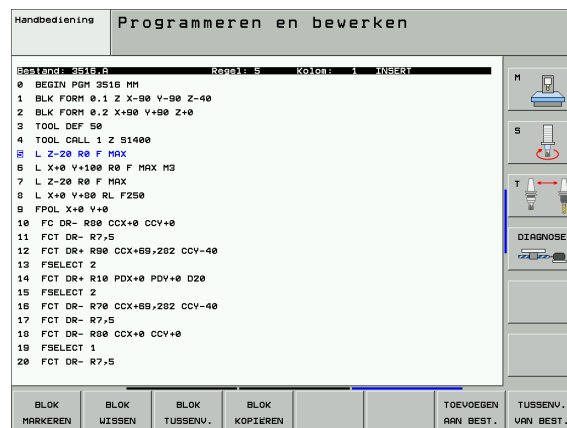 Handbediening
Programmeren en bewerken
Bestand: 3516.A Regel: 5 Kolom: 1 INSERT
0 BEGIN PGM 3516 MM
1 BLK FORM 0.1 Z X-90 Y-90 Z-40
2 BLK FORM 0.2 X+90 Y+90 Z+0
3 TOOL DEF 50
4 TOOL CALL 1 Z S1400
5 L Z-20 R0 F MAX
6 L X+0 Y+100 R0 F MAX M3
7 L Z-20 R0 F MAX
8 L X+0 Y+80 RL F250
9 FPOL X+0 Y+0
10 FC DR- R80 CCX+0 CCY+0
11 FCT DR- R7,5
12 FCT DR+ R90 CCX+69,282 CCY-40
13 FSELECT 2
14 FCT DR+ R10 PDX+0 PDY+0 D20
15 FSELECT 2
16 FCT DR- R70 CCX+69,282 CCY-40
17 FCT DR- R7,5
18 FCT DR- R80 CCX+0 CCY+0
19 FSELECT 1
20 FCT DR- R7,5
M
S
T
DIAGNOSE
BLOK MARKEREN
BLOK WISSEN
BLOK TUSSENV.
BLOK KOPIËREN
TOEVOEGEN AAN BEST.
TUSSENV. VAN BEST.